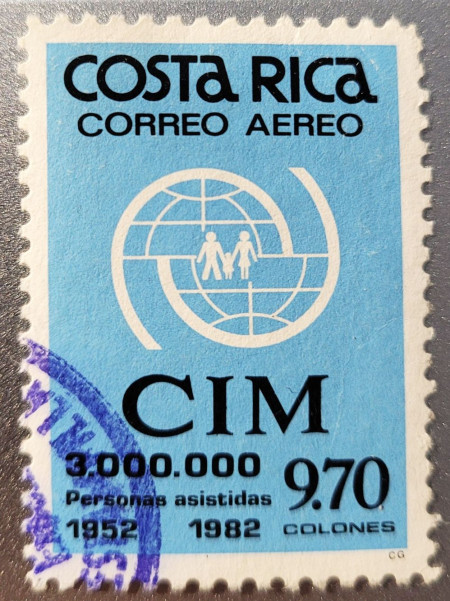 COSTA RICA
CORREO AEREO
CIM
3.000.000
Personas asistidas
1952 1982
9.70
COLONES
CG